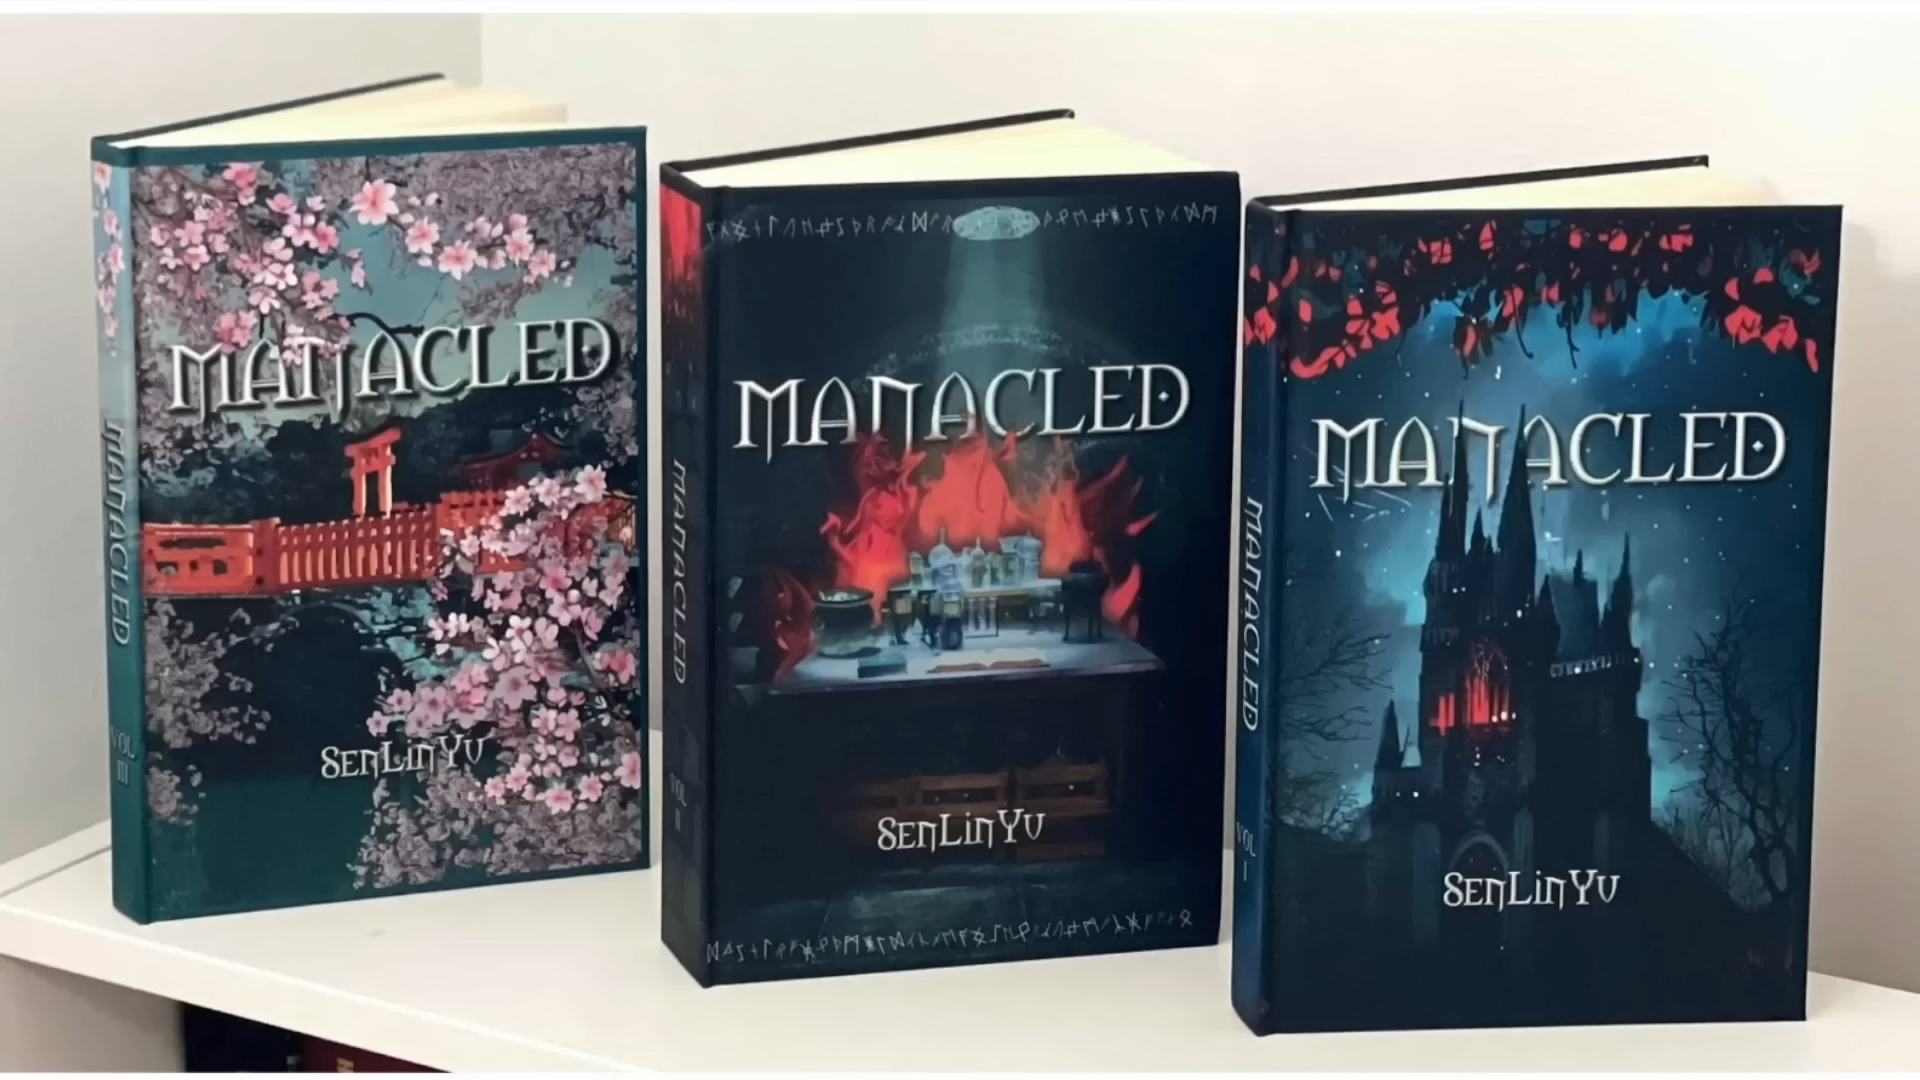 MANACLED
SENLINYU
MANACLED
VOL
III
MANACLED
SENLINYU
MANACLED
VOL
II
MANACLED
SENLINYU
MANACLED
VOL
I